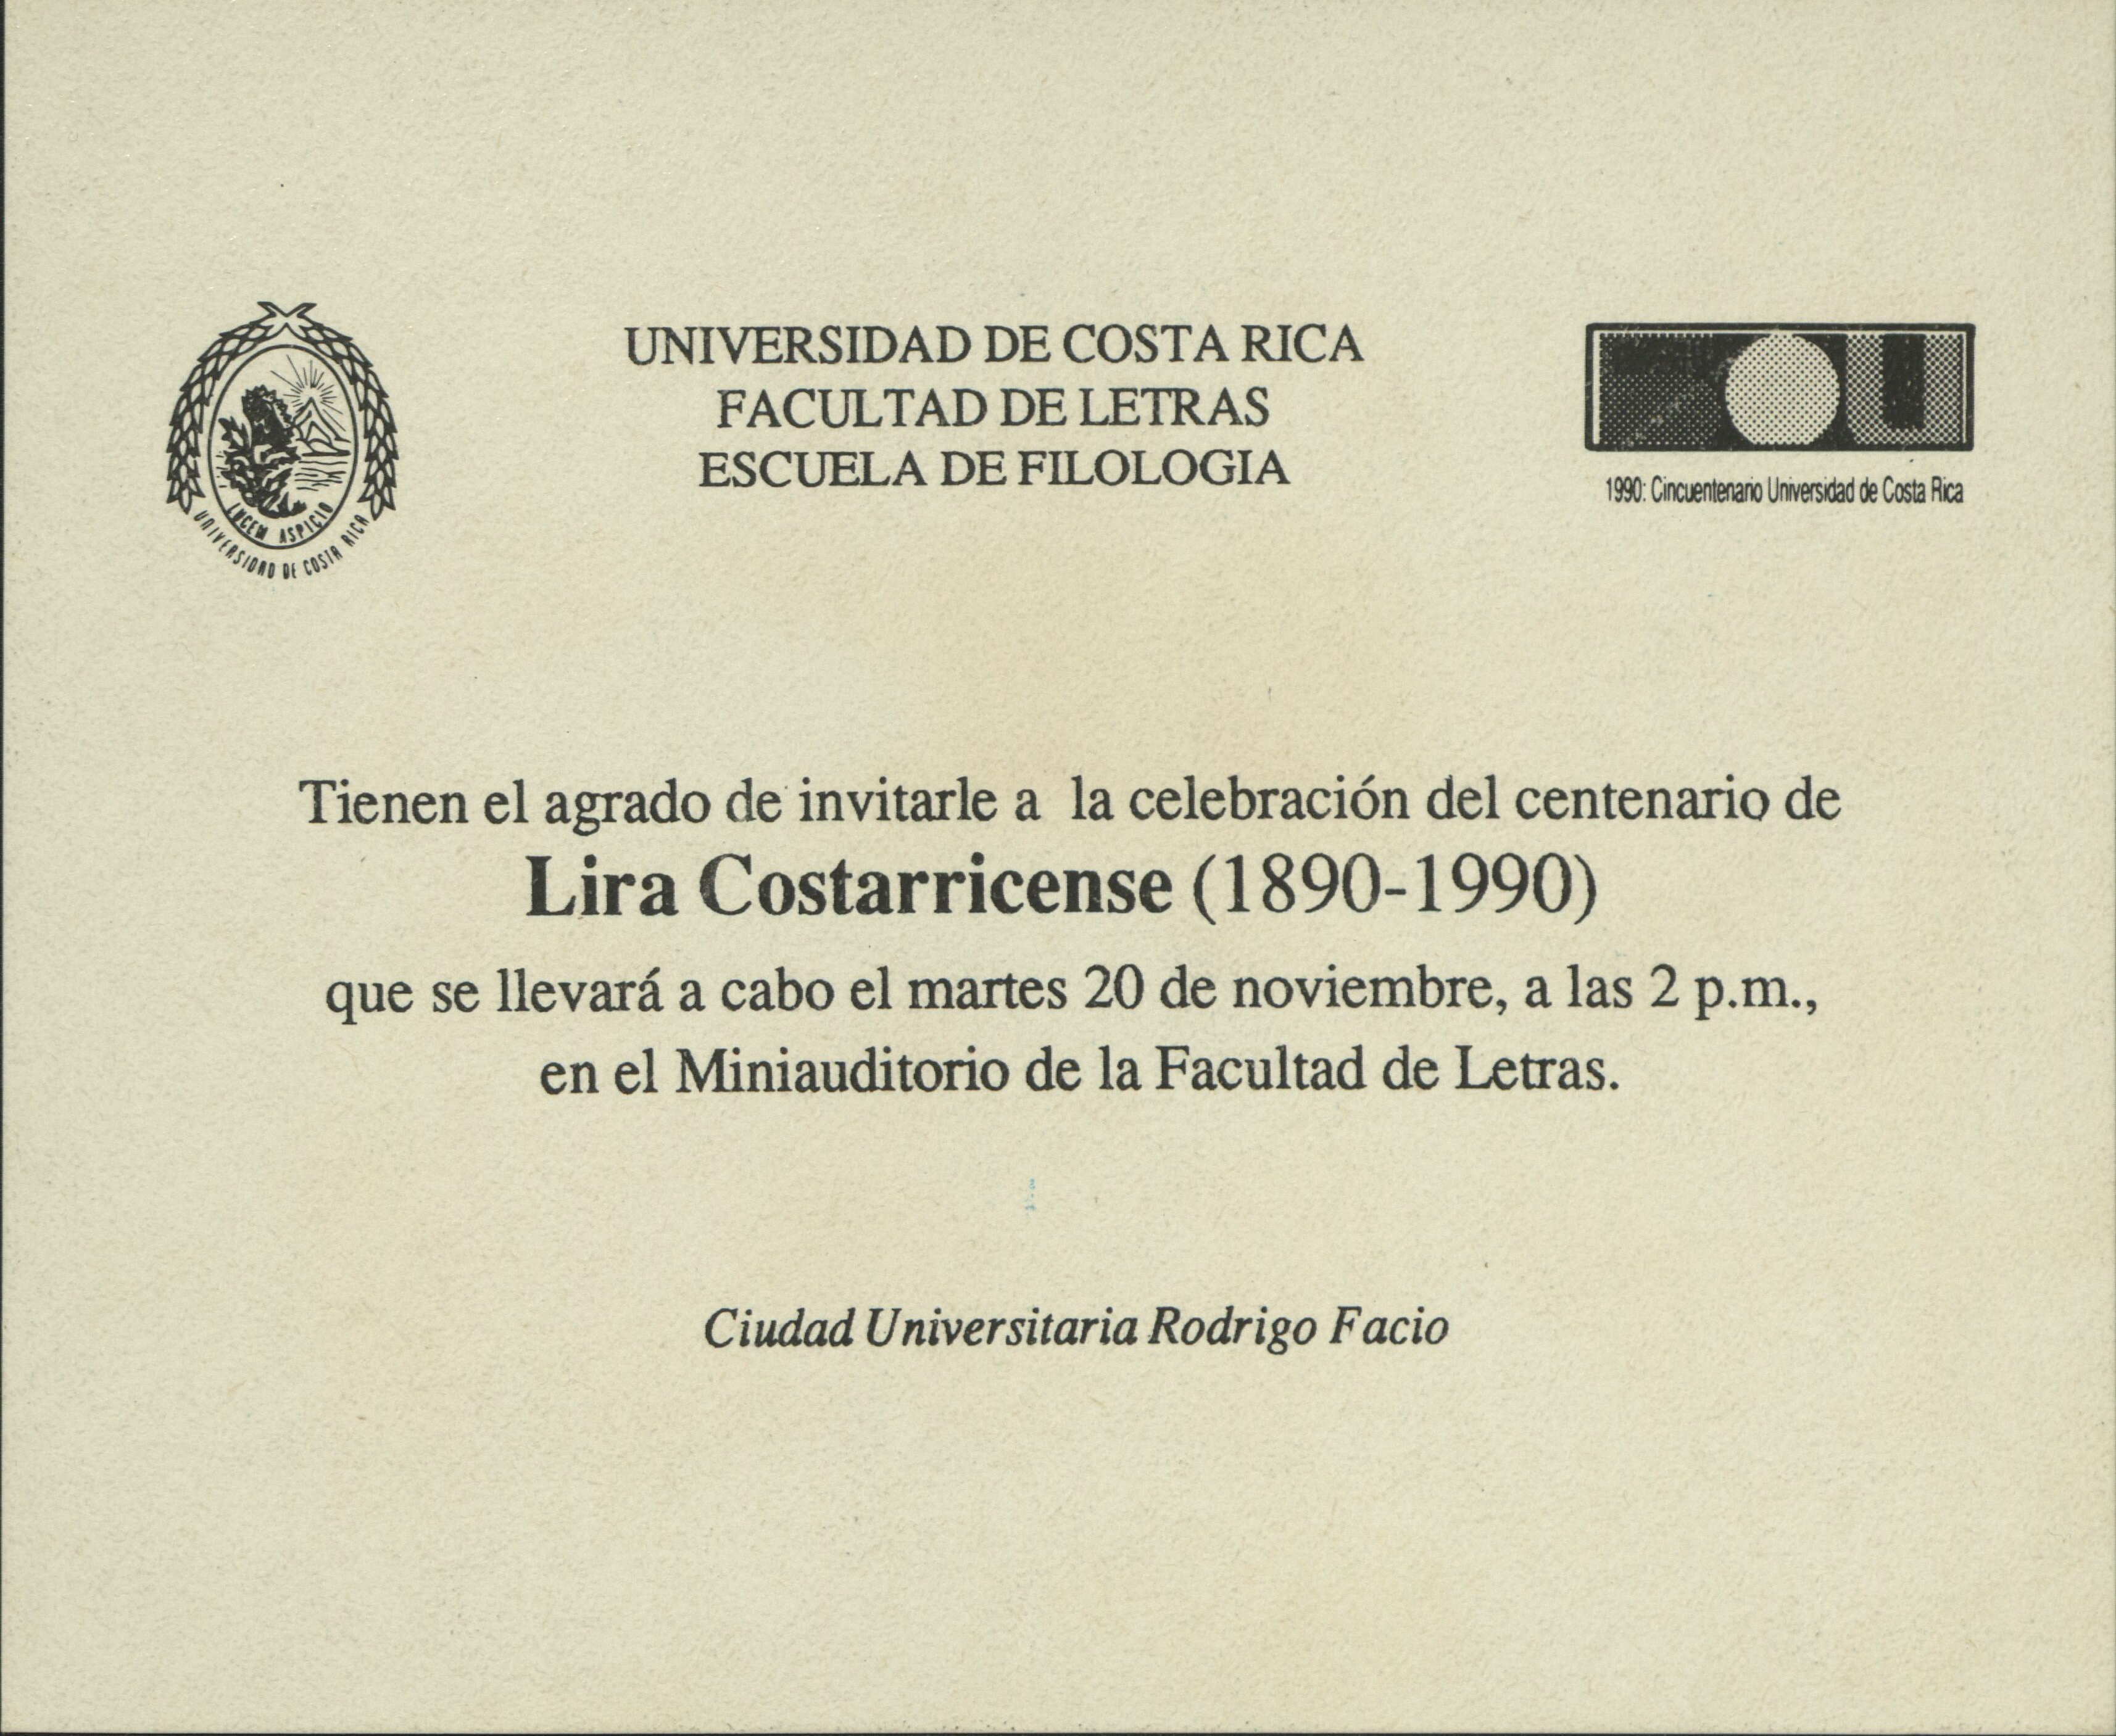 UNIVERSIDAD DE COSTA RICA
FACULTAD DE LETRAS
ESCUELA DE FILOLOGIA
LUCEM ASPICIO
UNIVERSIDAD DE COSTA RICA
1990: Cincuentenario Universidad de Costa Rica
Tienen el agrado de invitarle a la celebración del centenario de
Lira Costarricense (1890-1990)
que se llevará a cabo el martes 20 de noviembre, a las 2 p.m.,
en el Miniauditorio de la Facultad de Letras.
Ciudad Universitaria Rodrigo Facio